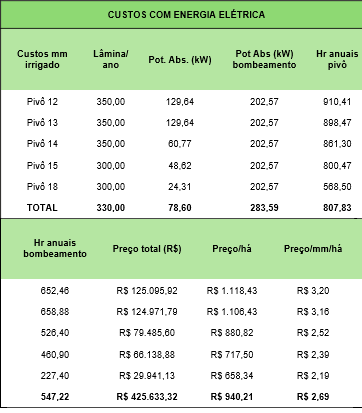 CUSTOS COM ENERGIA ELÉTRICA
Custos mm irrigado Lâmina/ano Pot. Abs. (kW) Pot Abs (kW) bombeamento Hr anuais pivô
Pivô 12 350,00 129,64 202,57 910,41
Pivô 13 350,00 129,64 202,57 898,47
Pivô 14 350,00 60,77 202,57 861,30
Pivô 15 300,00 48,62 202,57 800,47
Pivô 18 300,00 24,31 202,57 568,50
TOTAL 330,00 78,60 283,59 807,83
Hr anuais bombeamento Preço total (R$) Preço/há Preço/mm/há
652,46 R$ 125.095,92 R$ 1.118,43 R$ 3,20
658,88 R$ 124.971,79 R$ 1.106,43 R$ 3,16
526,40 R$ 79.485,60 R$ 880,82 R$ 2,52
460,90 R$ 66.138,88 R$ 717,50 R$ 2,39
227,40 R$ 29.941,13 R$ 658,34 R$ 2,19
547,22 R$ 425.633,32 R$ 940,21 R$ 2,69